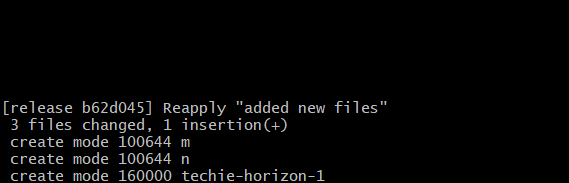 [release b62d045] Reapply "added new files"
3 files changed, 1 insertion(+)
create mode 100644 m
create mode 100644 n
create mode 160000 techie-horizon-1